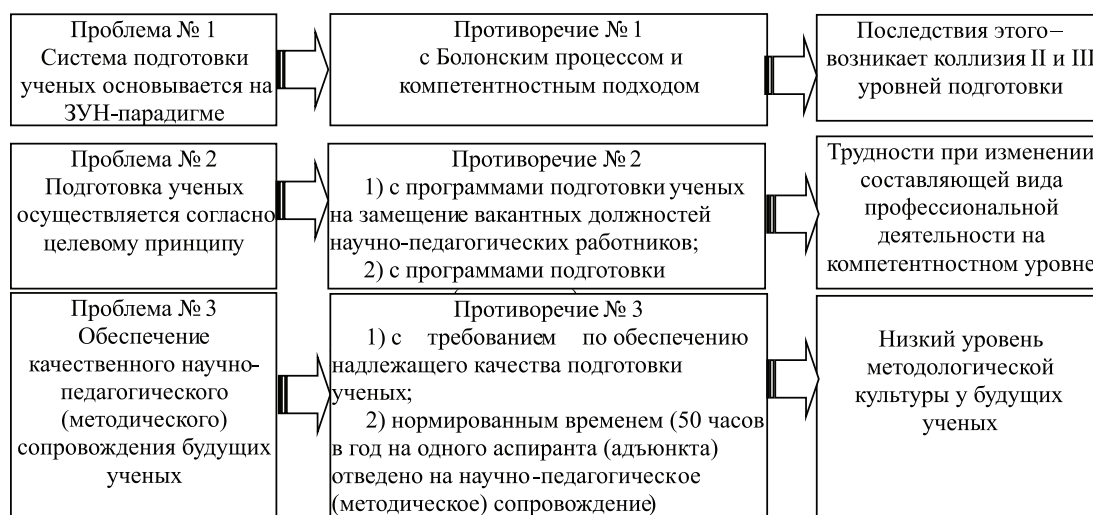 Проблема № 1
Система подготовки
ученых основывается на
ЗУН-парадигме
Противоречие № 1
с Болонским процессом и
компетентностным подходом
Последствия этого–
возникает коллизия II и III
уровней подготовки
Проблема № 2
Подготовка ученых
осуществляется согласно
целевому принципу
Противоречие № 2
1) с программами подготовки ученых
на замещение вакантных должностей
научно-педагогических работников;
2) с программами подготовки
Трудности при изменении
составляющей вида
профессиональной
деятельности на
компетентностном уровне
Проблема № 3
Обеспечение
качественного научно-
педагогического
(методического)
сопровождения будущих
ученых
Противоречие № 3
1) с требованием по обеспечению
надлежащего качества подготовки
ученых;
2) нормированным временем (50 часов
в год на одного аспиранта (адъюнкта)
отведено на научно-педагогическое
(методическое) сопровождение)
Низкий уровень
методологической
культуры у будущих
ученых